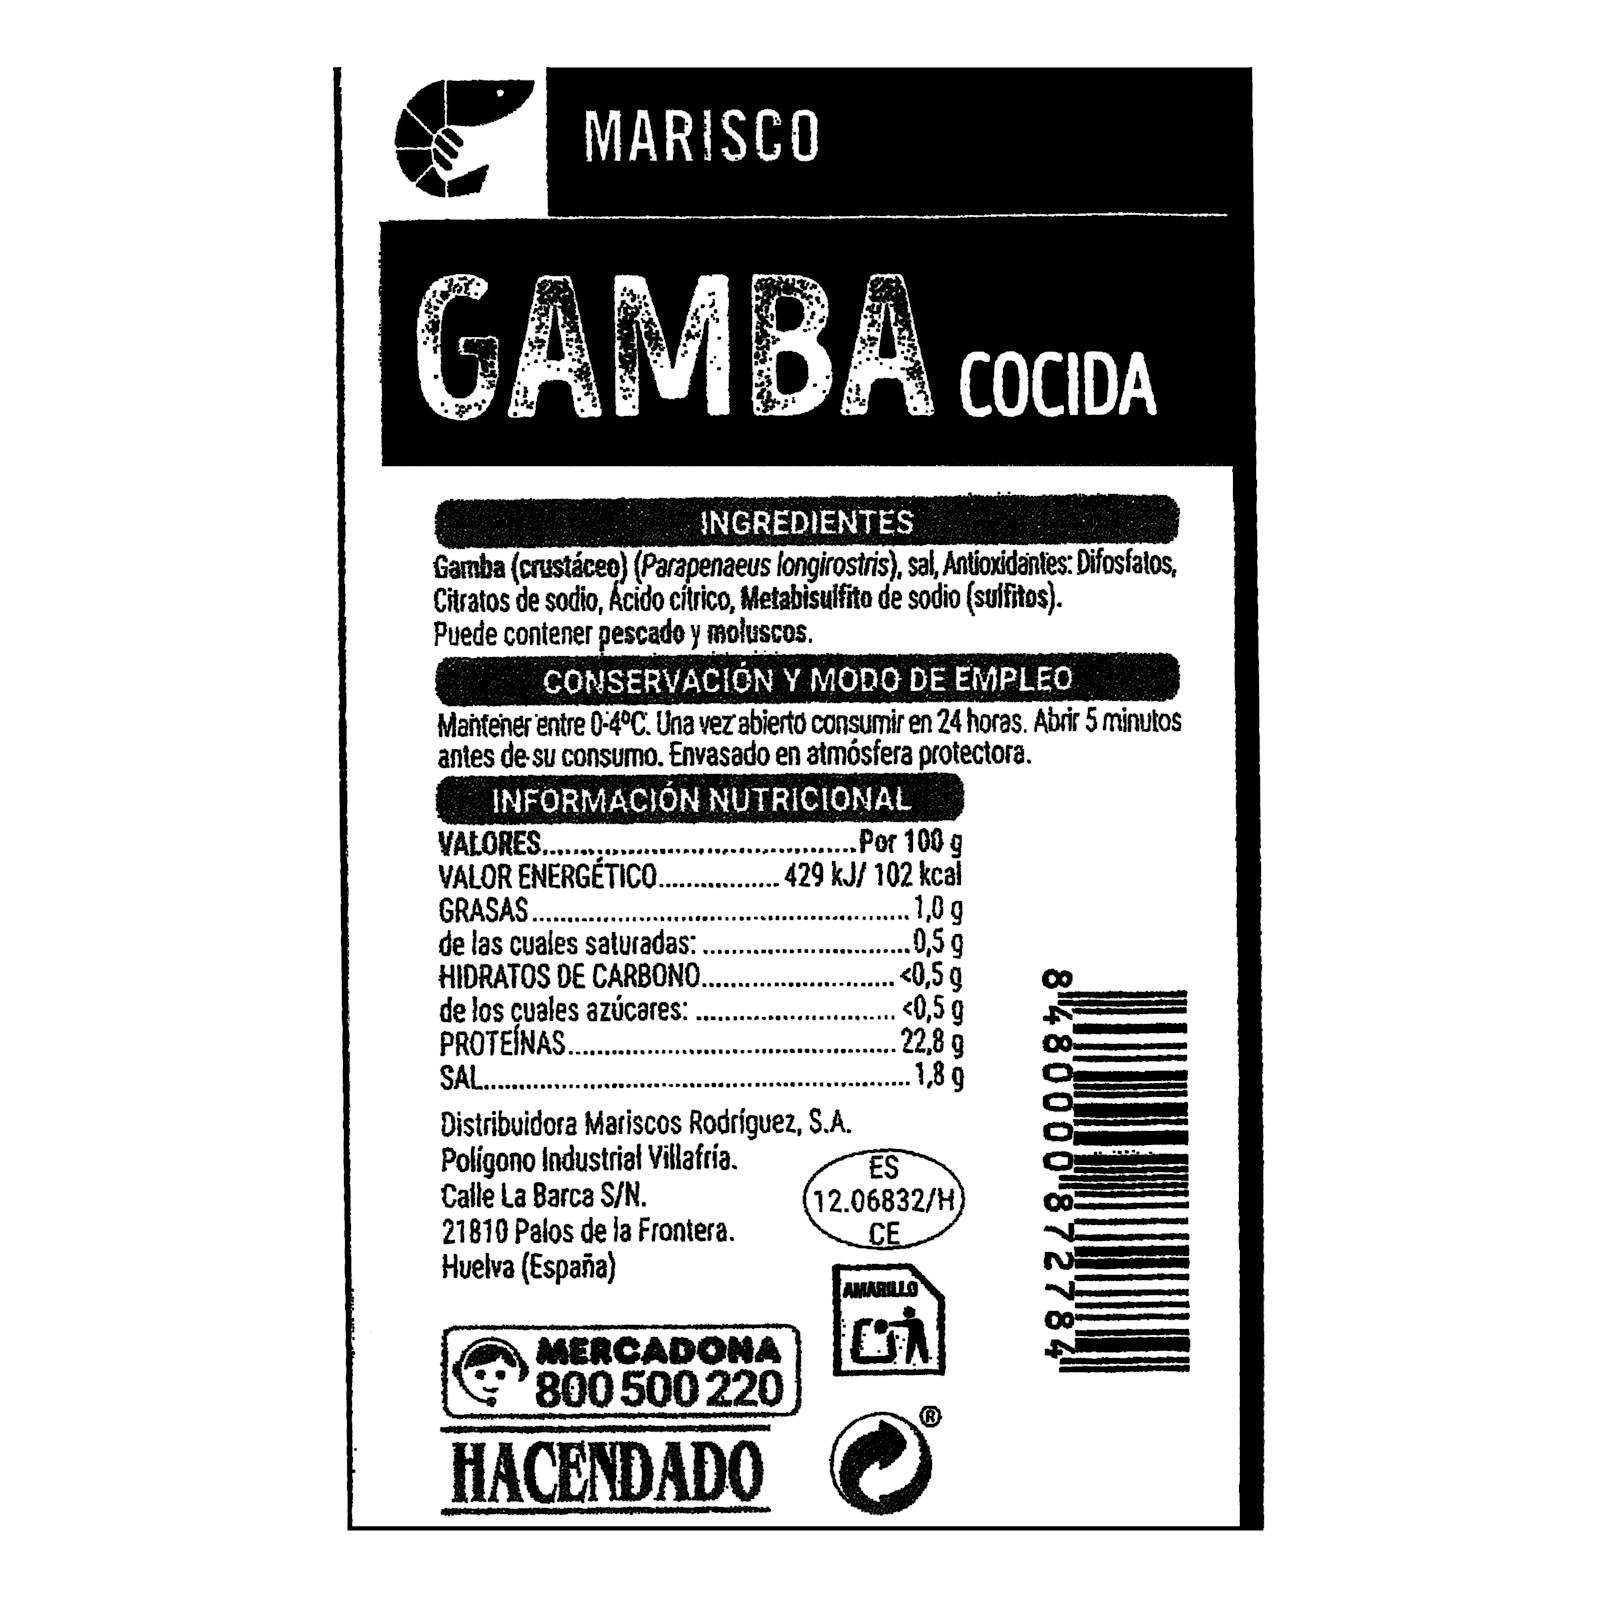 MARISCO
GAMBA COCIDA
INGREDIENTES
Gamba (crustáceo) (Parapenaeus longirostris), sal, Antioxidantes: Difosfatos,
Citratos de sodio, Ácido cítrico, Metabisulfito de sodio (sulfitos).
Puede contener pescado y moluscos.
CONSERVACIÓN Y MODO DE EMPLEO
Mantener entre 0-4ºC. Una vez abierto consumir en 24 horas. Abrir 5 minutos
antes de su consumo. Envasado en atmósfera protectora.
INFORMACIÓN NUTRICIONAL
VALORES....................................Por 100 g
VALOR ENERGÉTICO................. 429 kJ/ 102 kcal
GRASAS........................................... 1,0 g
de las cuales saturadas: ........................0,5 g
HIDRATOS DE CARBONO........................... <0,5 g
de los cuales azúcares: ............................ <0,5 g
PROTEÍNAS...................................... 22,8 g
SAL................................................. 1,8 g
Distribuidora Mariscos Rodríguez, S.A.
Polígono Industrial Villafría.
Calle La Barca S/N.
21810 Palos de la Frontera.
Huelva (España)
ES
12.06832/H
CE
AMARILLO
MERCADONA
800 500 220
HACENDADO
®
8480000872784